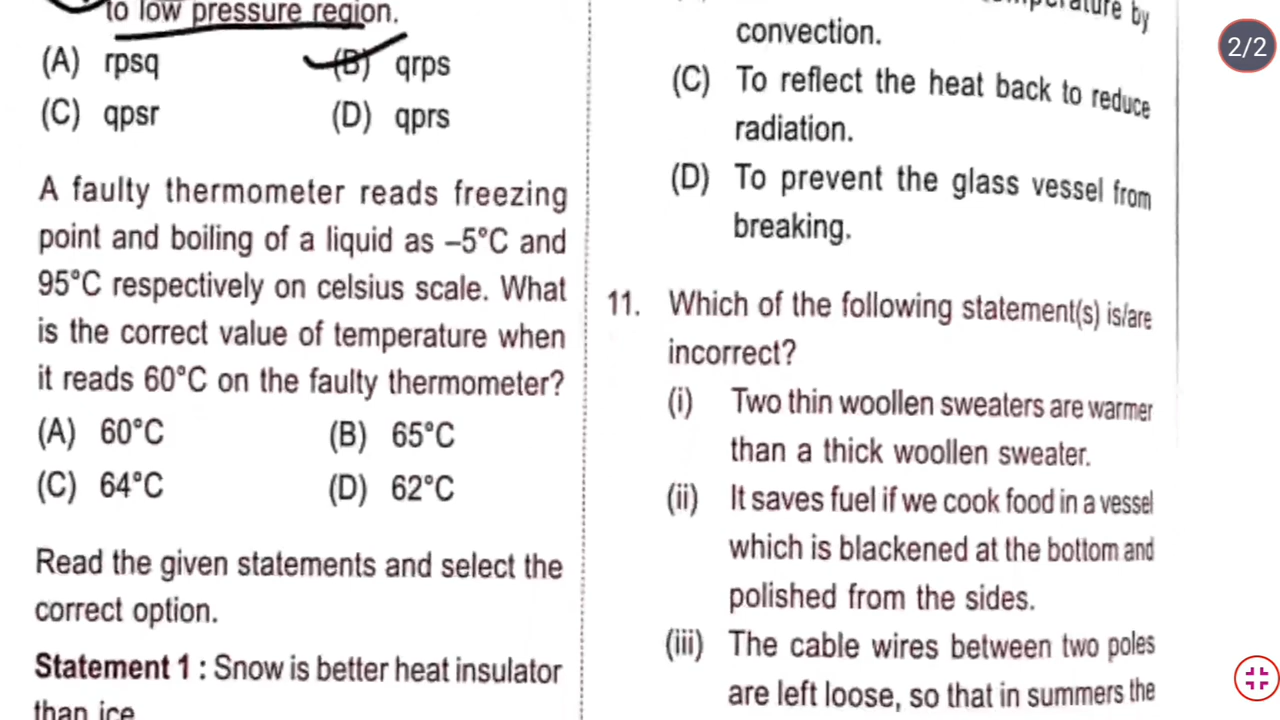 to low pressure region.
(A) rpsq (B) qrps
(C) qpsr (D) qprs
A faulty thermometer reads freezing
point and boiling of a liquid as –5°C and
95°C respectively on celsius scale. What
is the correct value of temperature when
it reads 60°C on the faulty thermometer?
(A) 60°C (B) 65°C
(C) 64°C (D) 62°C
Read the given statements and select the
correct option.
Statement 1 : Snow is better heat insulator
than ice
by
convection.
(C) To reflect the heat back to reduce
radiation.
(D) To prevent the glass vessel from
breaking.
11. Which of the following statement(s) is/are
incorrect?
(i) Two thin woollen sweaters are warmer
than a thick woollen sweater.
(ii) It saves fuel if we cook food in a vessel
which is blackened at the bottom and
polished from the sides.
(iii) The cable wires between two poles
are left loose, so that in summers the
2/2